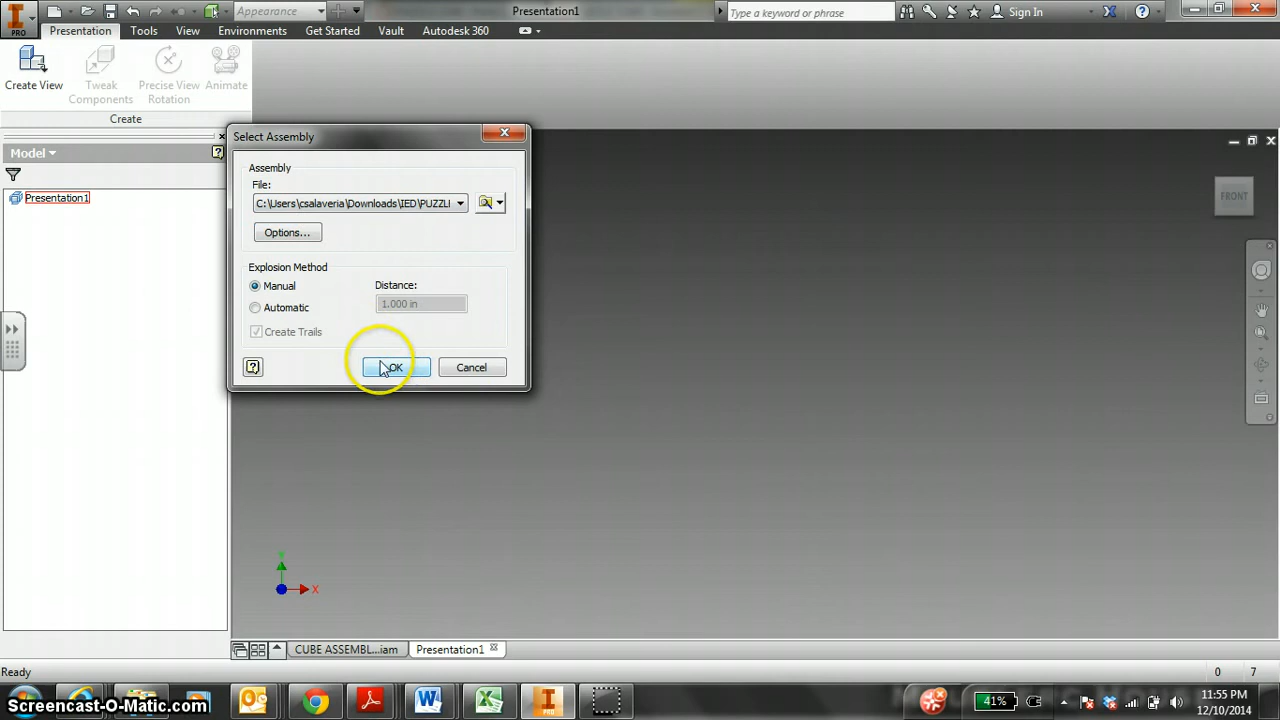 Appearance
Presentation1
Type a keyword or phrase
Sign In
PRO
Presentation Tools View Environments Get Started Vault Autodesk 360
Create View
Tweak
Components
Precise View
Rotation
Animate
Create
Model
Presentation1
Select Assembly
Assembly
File:
C:\Users\csalaveria\Downloads\IED\PUZZLI
Options...
Explosion Method
Manual
Distance:
Automatic
1.000 in
Create Trails
OK
Cancel
FRONT
Y
X
CUBE ASSEMBL...iam
Presentation1
Ready
0 7
41%
11:55 PM
12/10/2014
Screencast-O-Matic.com